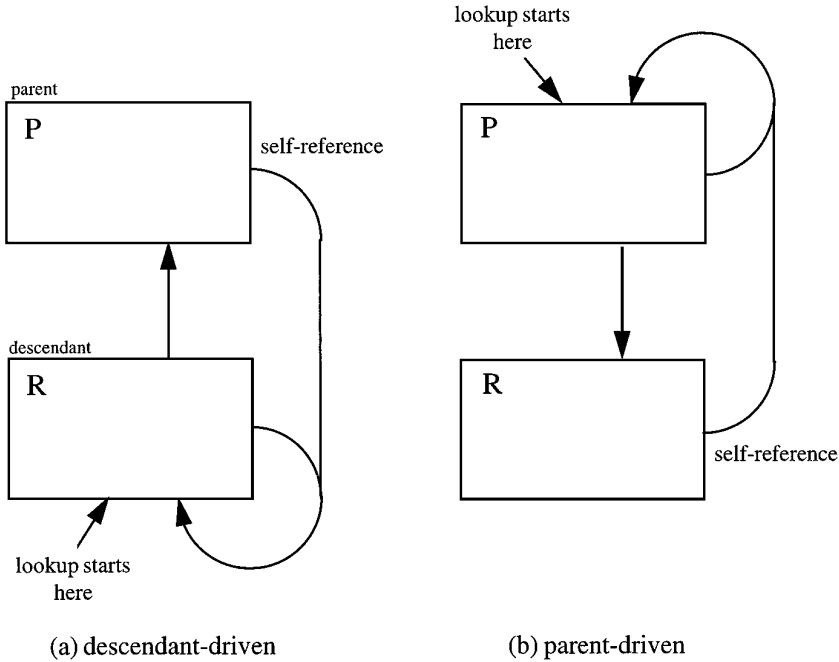 parent
P
self-reference
descendant
R
lookup starts
here
(a) descendant-driven
lookup starts
here
P
R
self-reference
(b) parent-driven